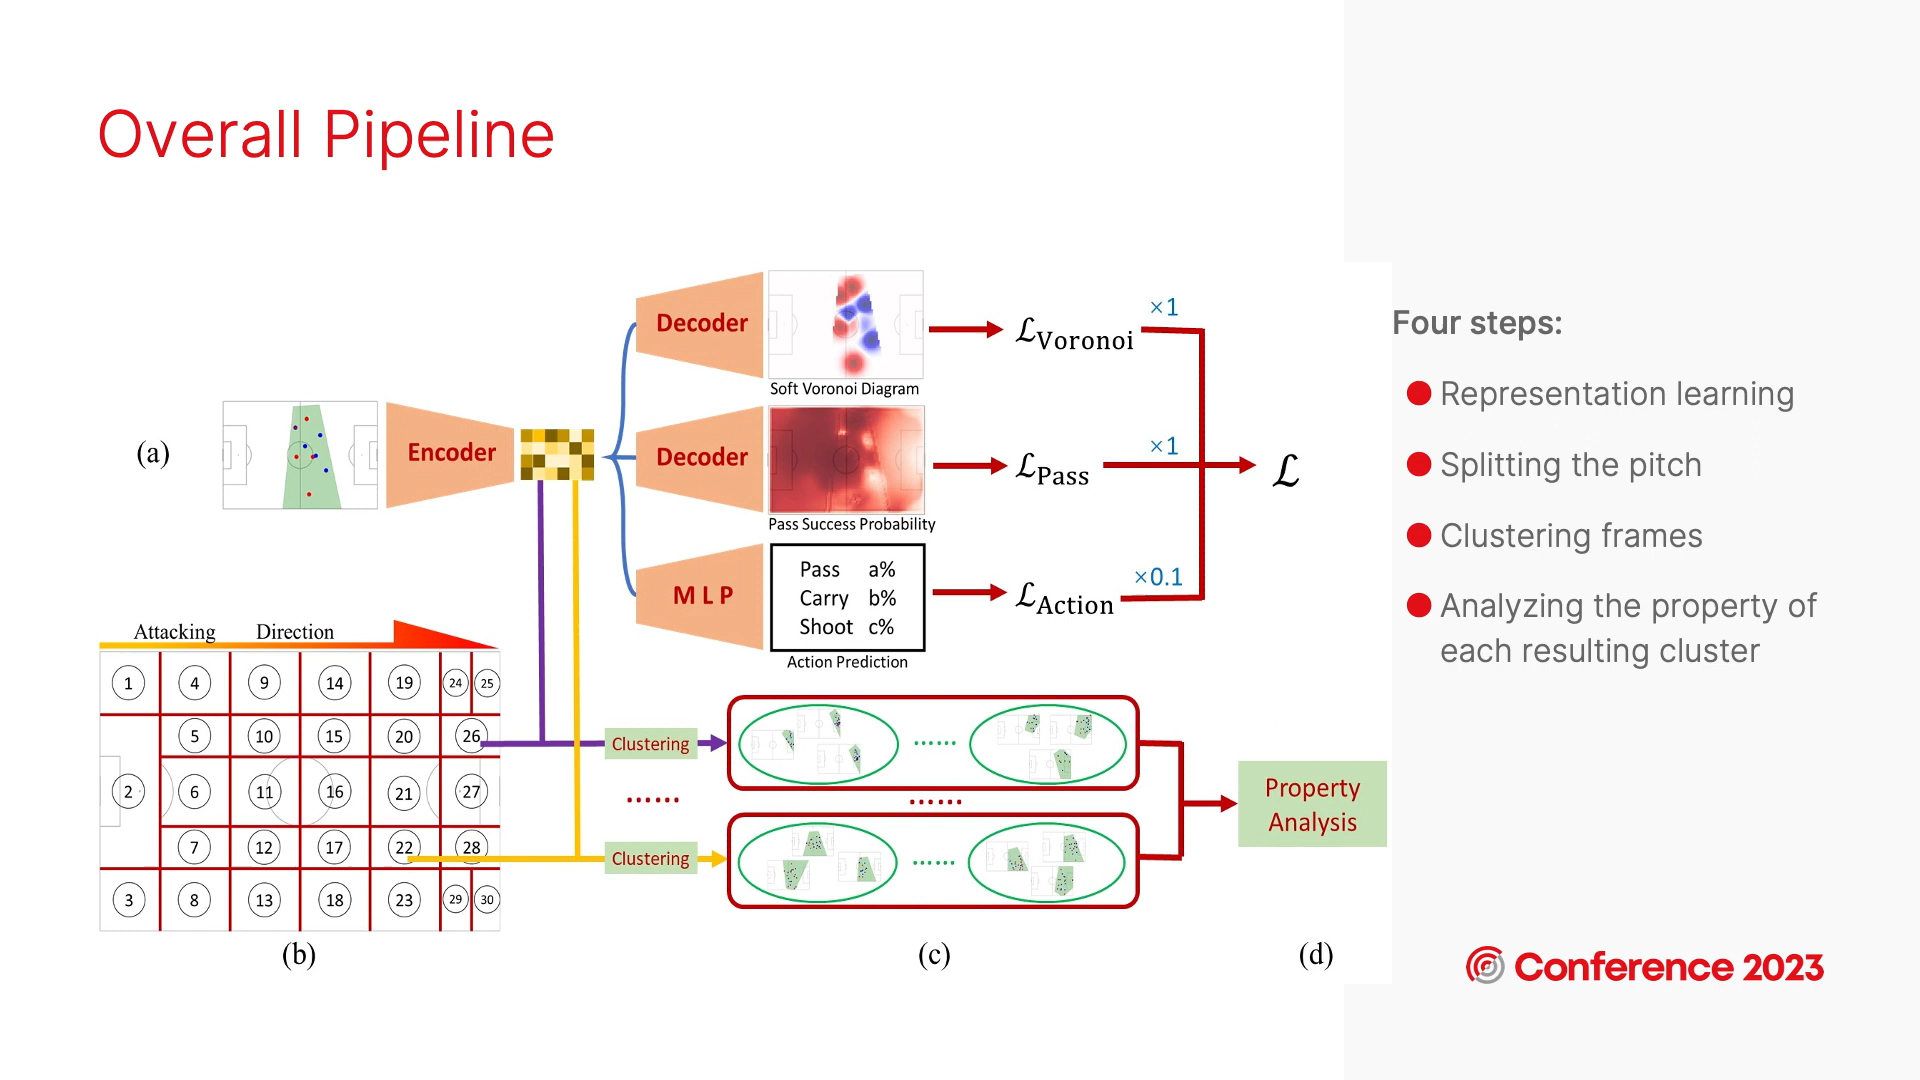 Overall Pipeline
(a)
Encoder
Decoder
Soft Voronoi Diagram
ℒVoronoi
×1
Decoder
Pass Success Probability
ℒPass
×1
ℒ
MLP
Pass a%
Carry b%
Shoot c%
Action Prediction
ℒAction
×0.1
Attacking Direction
1 4 9 14 19 24 25
5 10 15 20 26
2 6 11 16 21 27
7 12 17 22 28
3 8 13 18 23 29 30
(b)
Clustering
......
......
......
Clustering
......
......
(c)
Property
Analysis
(d)
Four steps:
● Representation learning
● Splitting the pitch
● Clustering frames
● Analyzing the property of
each resulting cluster
Conference 2023